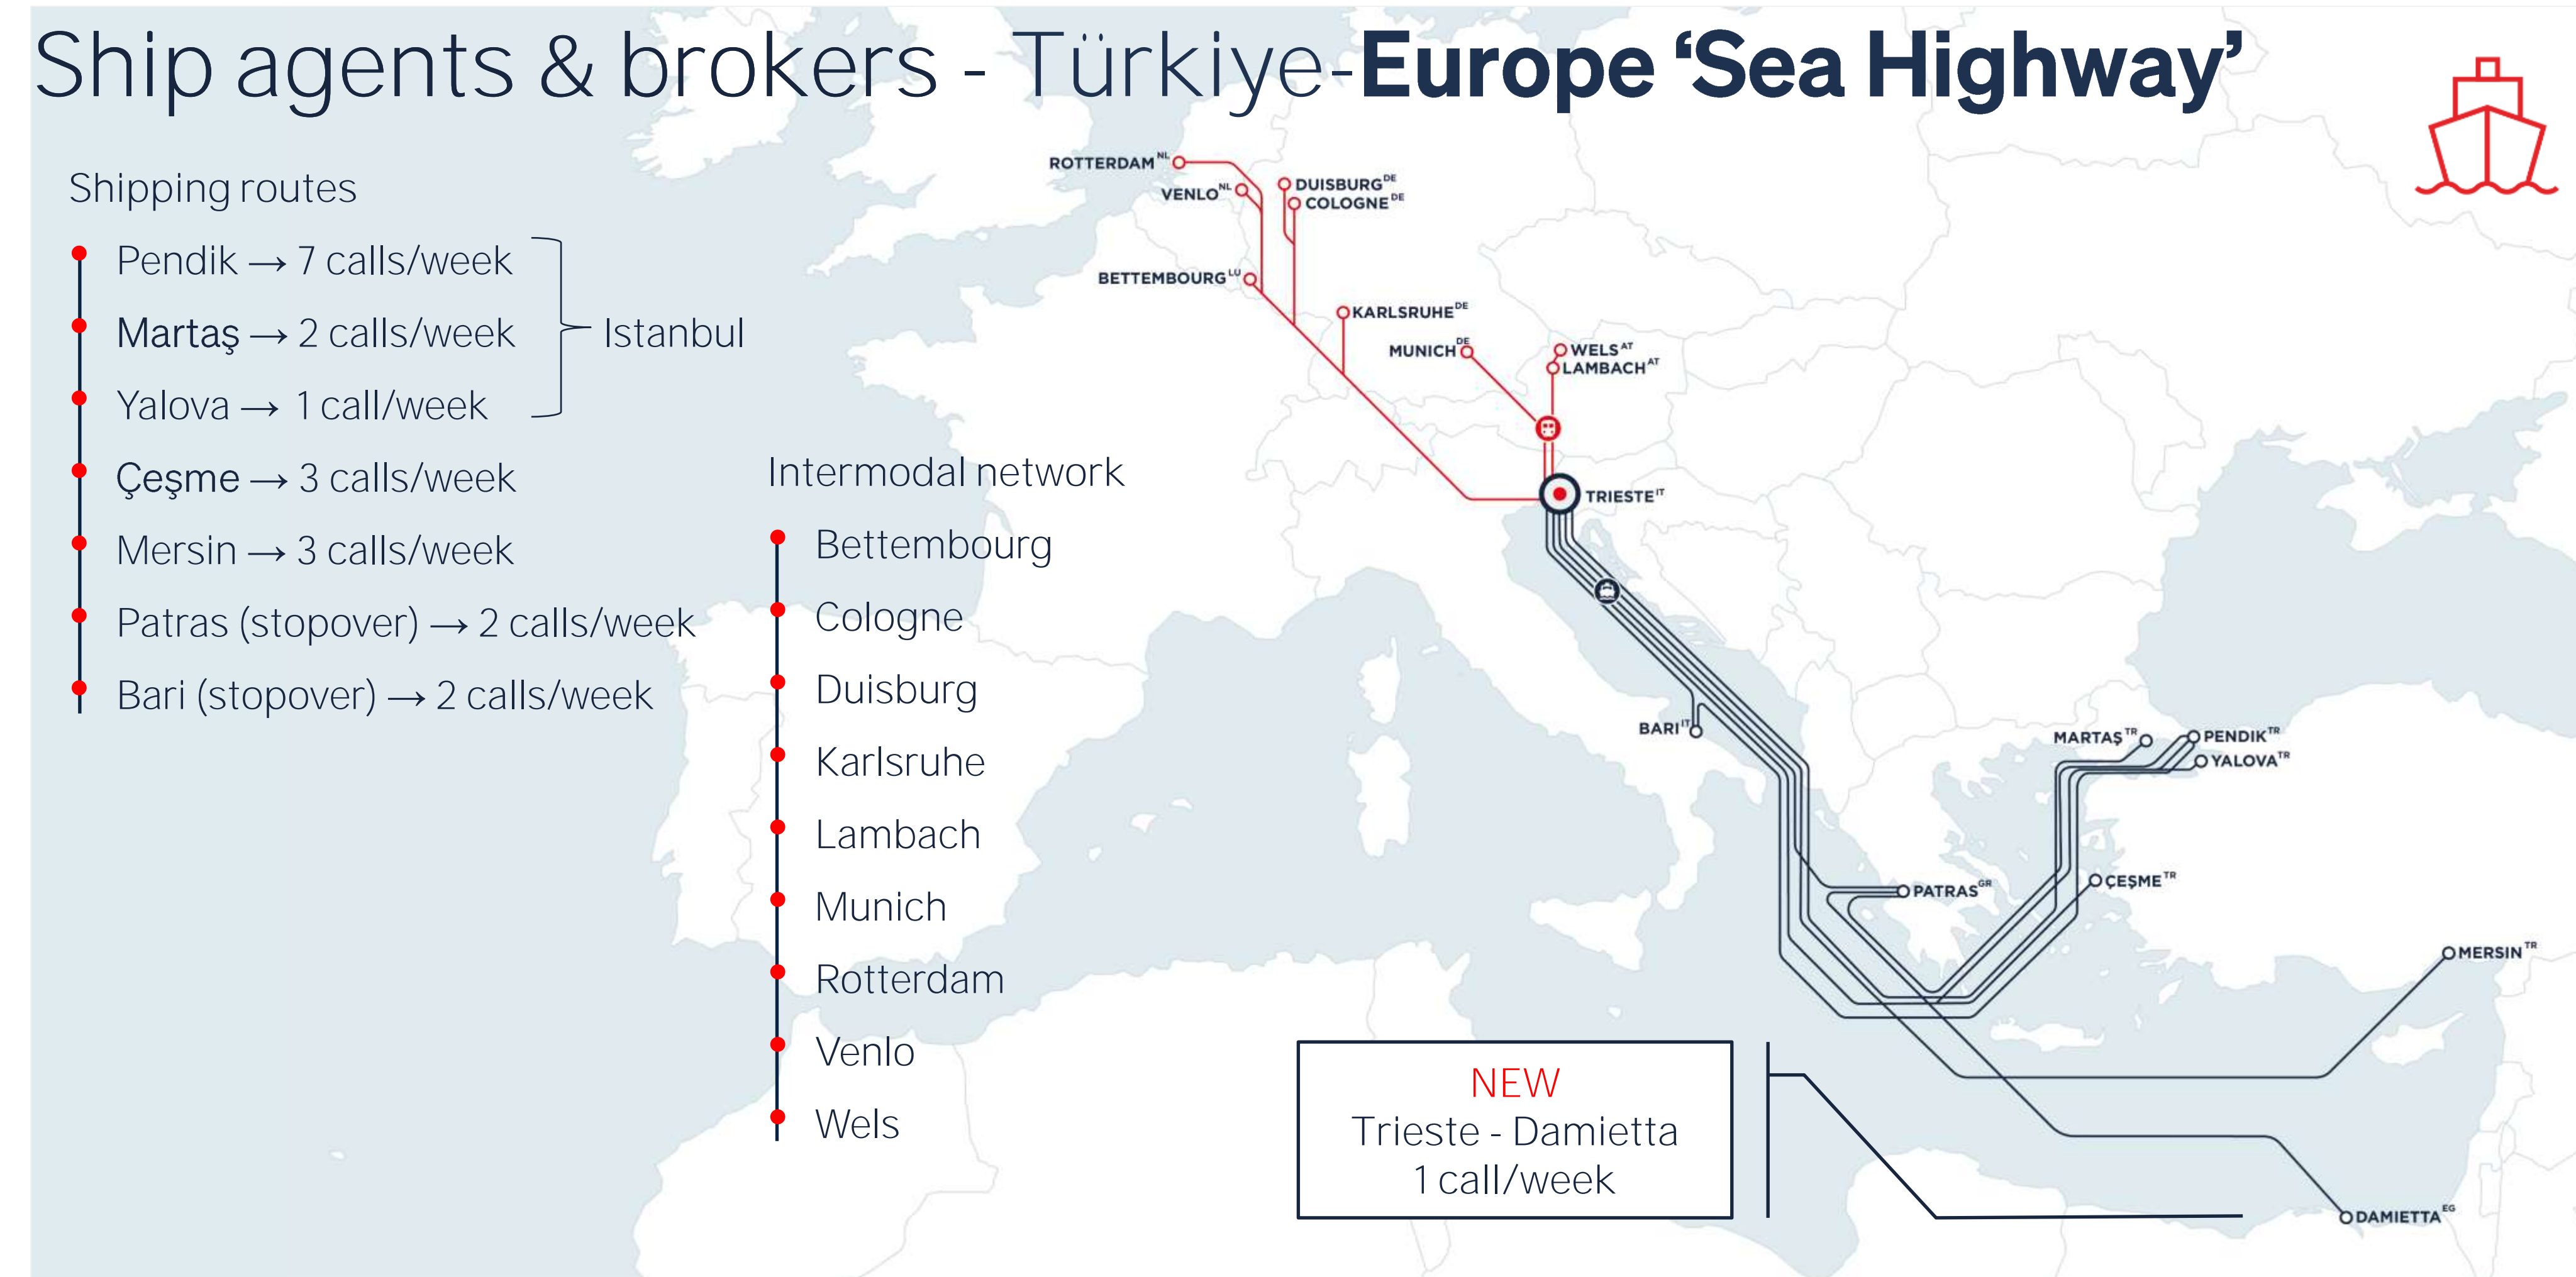 Ship agents & brokers - Türkiye-Europe ‘Sea Highway’
Shipping routes
Pendik → 7 calls/week
Martaş → 2 calls/week
Yalova → 1 call/week
Istanbul
Çeşme → 3 calls/week
Mersin → 3 calls/week
Patras (stopover) → 2 calls/week
Bari (stopover) → 2 calls/week
Intermodal network
Bettembourg
Cologne
Duisburg
Karlsruhe
Lambach
Munich
Rotterdam
Venlo
Wels
ROTTERDAM NL
VENLO NL
DUISBURG DE
COLOGNE DE
BETTEMBOURG LU
KARLSRUHE DE
MUNICH DE
WELS AT
LAMBACH AT
TRIESTE IT
BARI IT
MARTAŞ TR
PENDIK TR
YALOVA TR
PATRAS GR
ÇEŞME TR
MERSIN TR
DAMIETTA EG
NEW
Trieste - Damietta
1 call/week